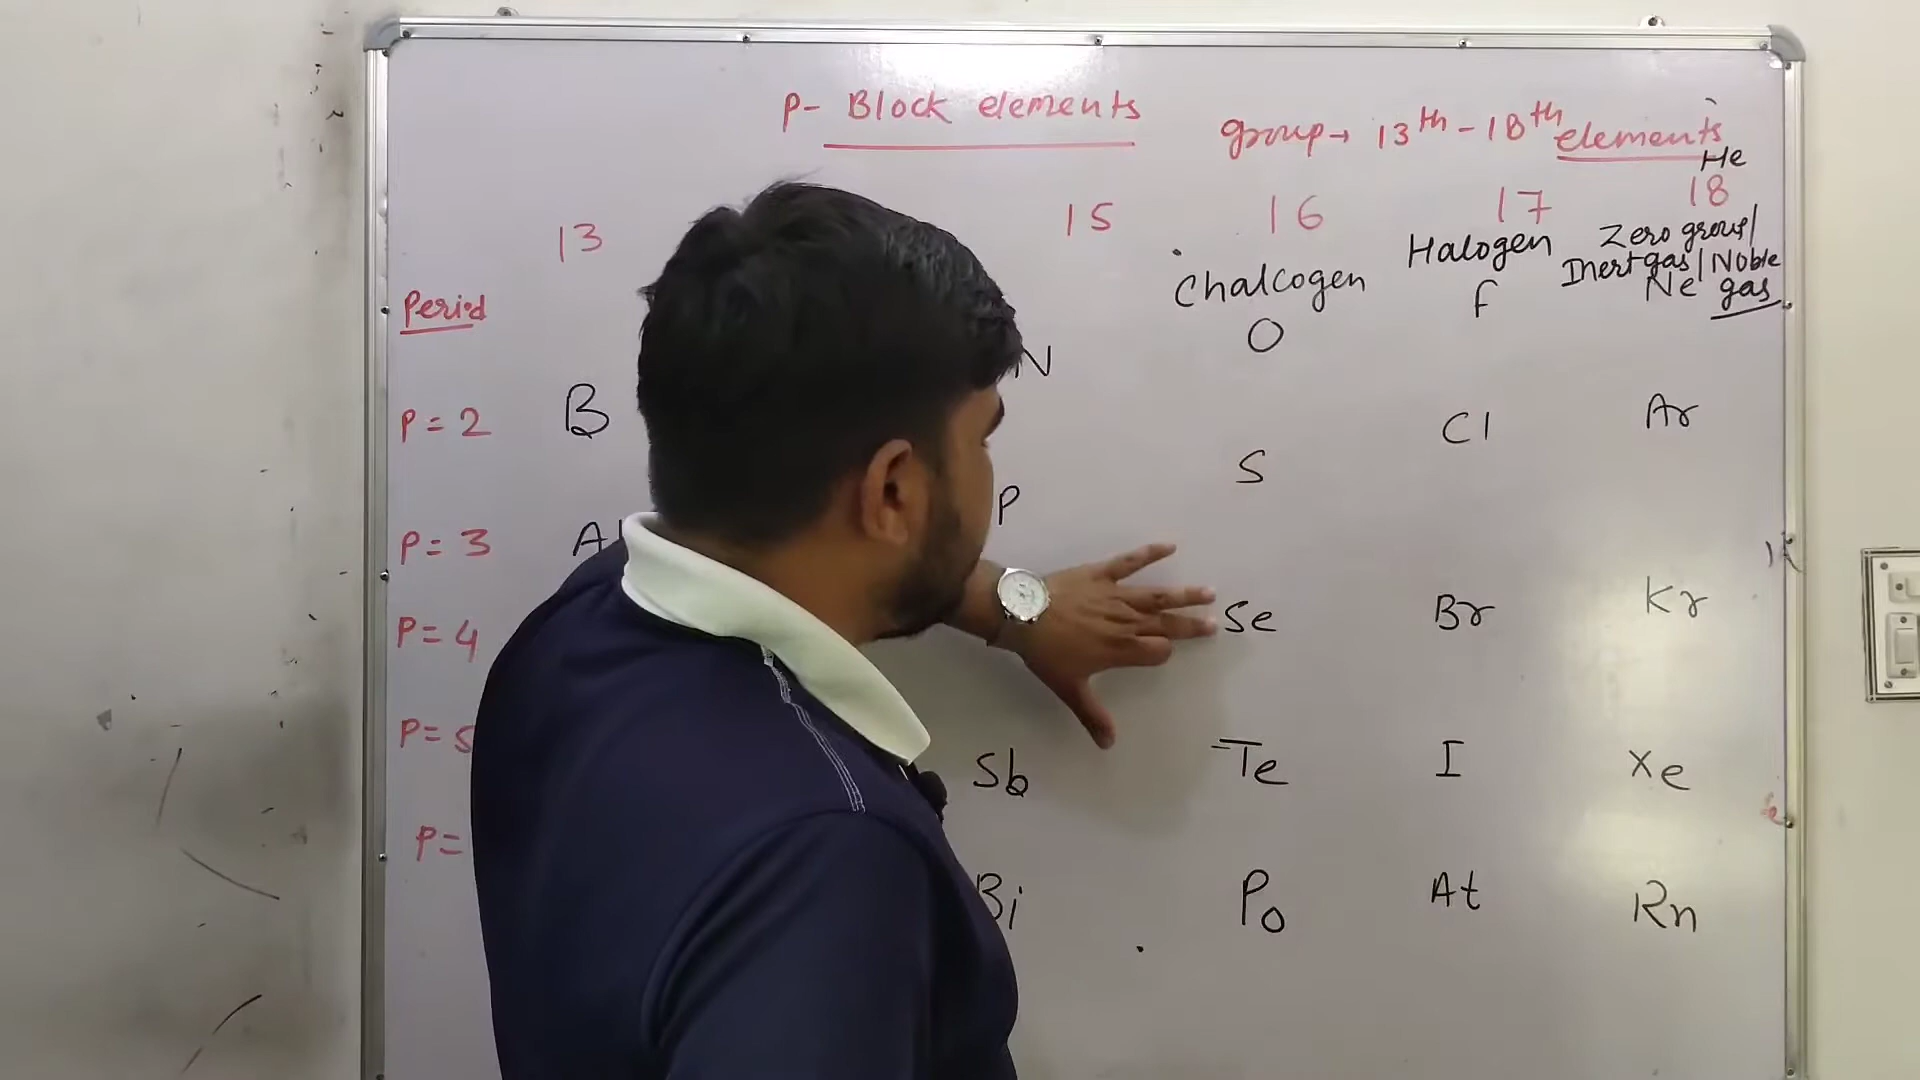 P- Block elements
group→ 13th - 18th elements
He
13 15 16 17 18
Chalcogen Halogen Zero group/
Inert gas/Noble
gas
Period
N O F Ne
P = 2 B S Cl Ar
P = 3 Al P
P = 4 Se Br Kr
P = 5 Sb Te I Xe
P = Bi Po At Rn